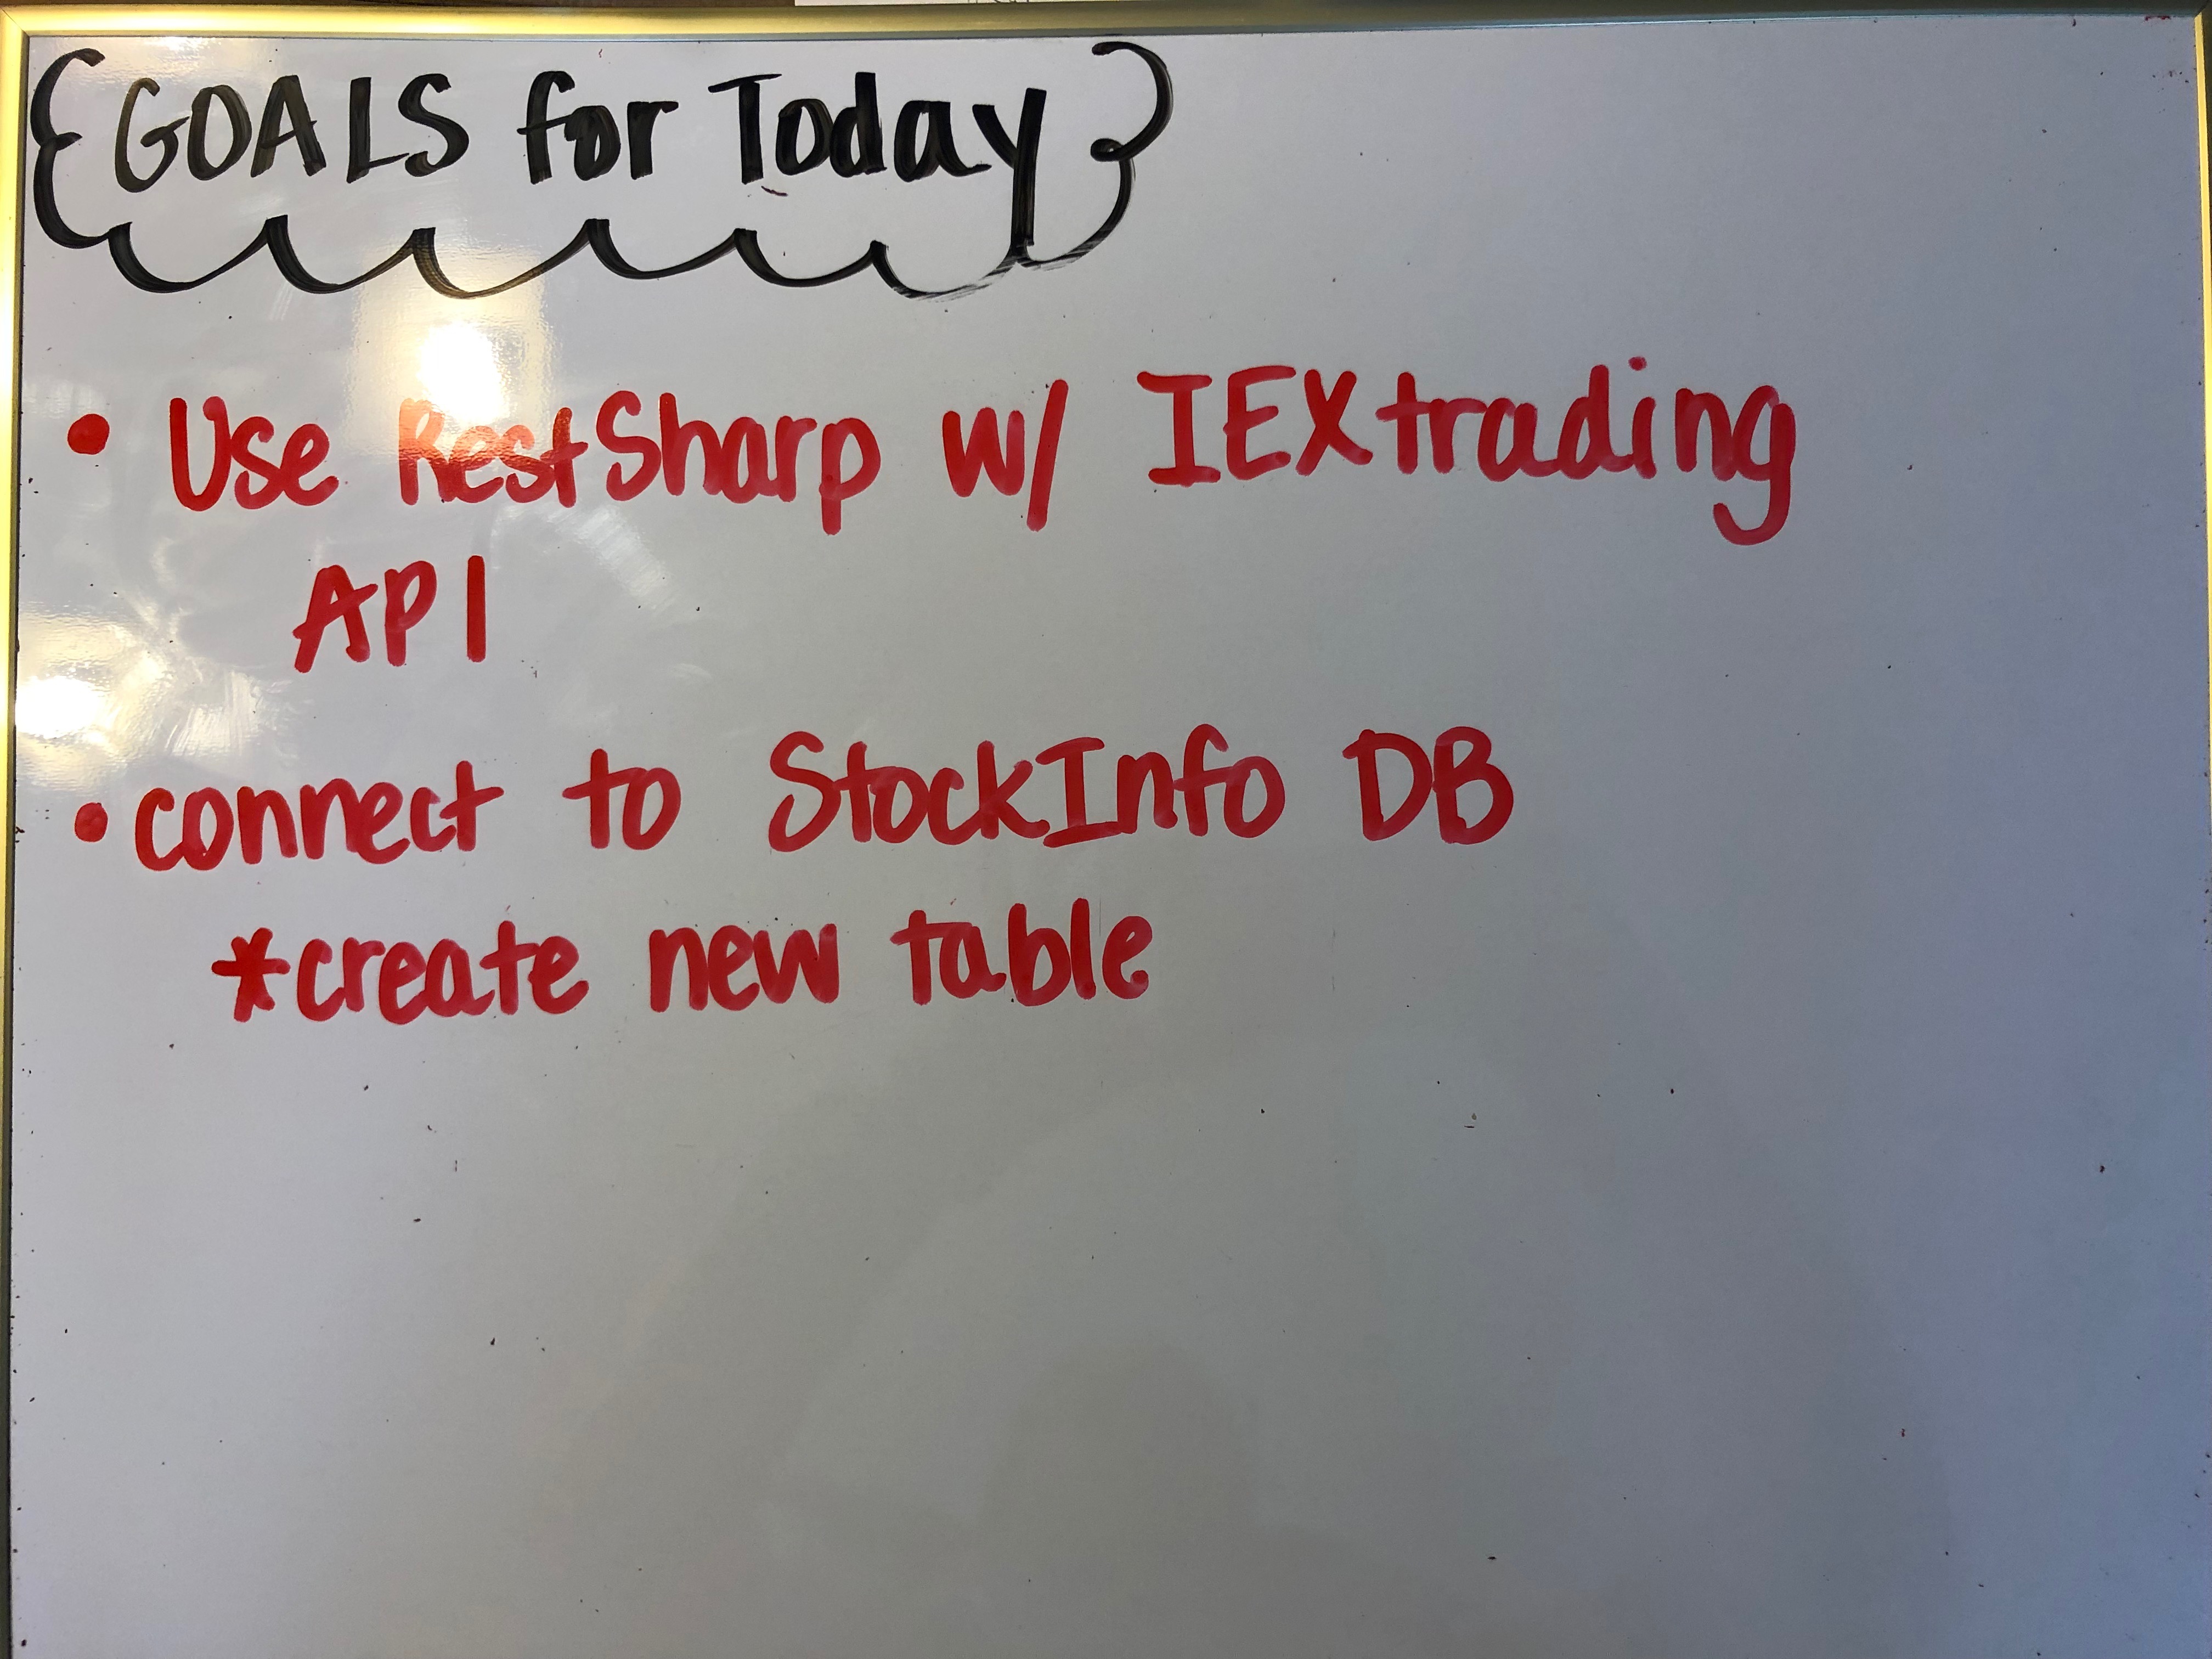 GOALS for Today
• Use RestSharp w/ IEXtrading
API
• connect to StockInfo DB
*create new table